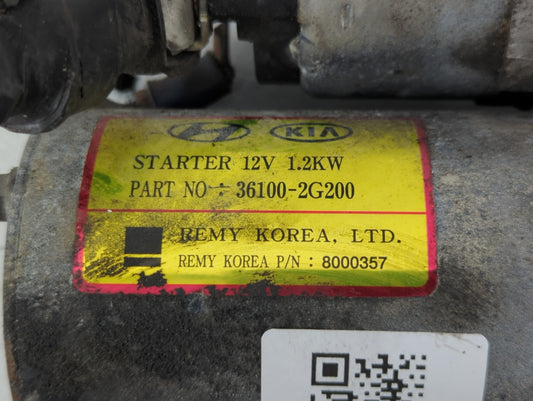 KIA
STARTER 12V 1.2KW
PART NO : 36100-2G200
REMY KOREA, LTD.
REMY KOREA P/N : 8000357